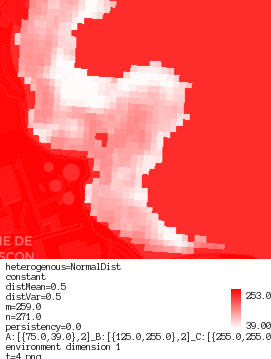 IE DE
SCON
heterogenous=NormalDist
constant
distMean=0.5
distVar=0.5
m=259.0
n=271.0
persistency=0.0
253.0
39.00
A:[{75.0,39.0},2]_B:[{125.0,255.0},2]_C:[{255.0,255.0
environment dimension 1
t=4 png